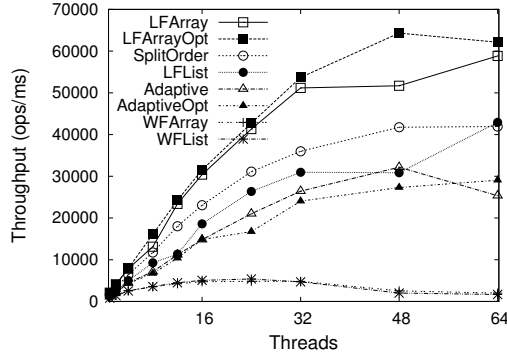 Throughput (ops/ms)
70000
60000
50000
40000
30000
20000
10000
0
LFArray
LFArrayOpt
SplitOrder
LFList
Adaptive
AdaptiveOpt
WFArray
WFList
16
32
48
64
Threads